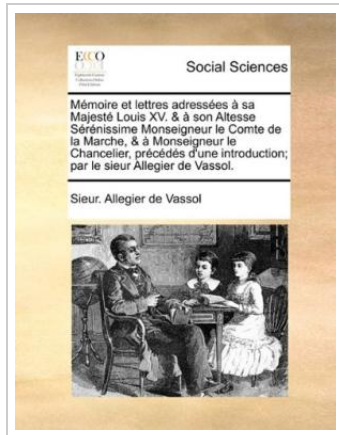 ECCO
Social Sciences
Mémoire et lettres adressées à sa
Majesté Louis XV. & à son Altesse
Sérénissime Monseigneur le Comte de
la Marche, & à Monseigneur le
Chancelier, précédés d'une introduction;
par le sieur Allegier de Vassol.
Sieur. Allegier de Vassol